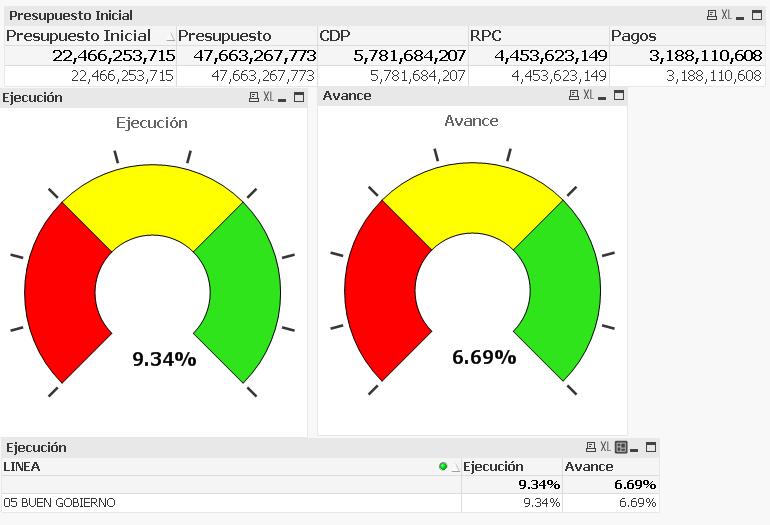 Presupuesto Inicial XL
Presupuesto Inicial Presupuesto CDP RPC Pagos
22,466,253,715 47,663,267,773 5,781,684,207 4,453,623,149 3,188,110,608
22,466,253,715 47,663,267,773 5,781,684,207 4,453,623,149 3,188,110,608
Ejecución XL
Ejecución
9.34%
Avance XL
Avance
6.69%
Ejecución XL
LINEA Ejecución Avance
9.34% 6.69%
05 BUEN GOBIERNO 9.34% 6.69%